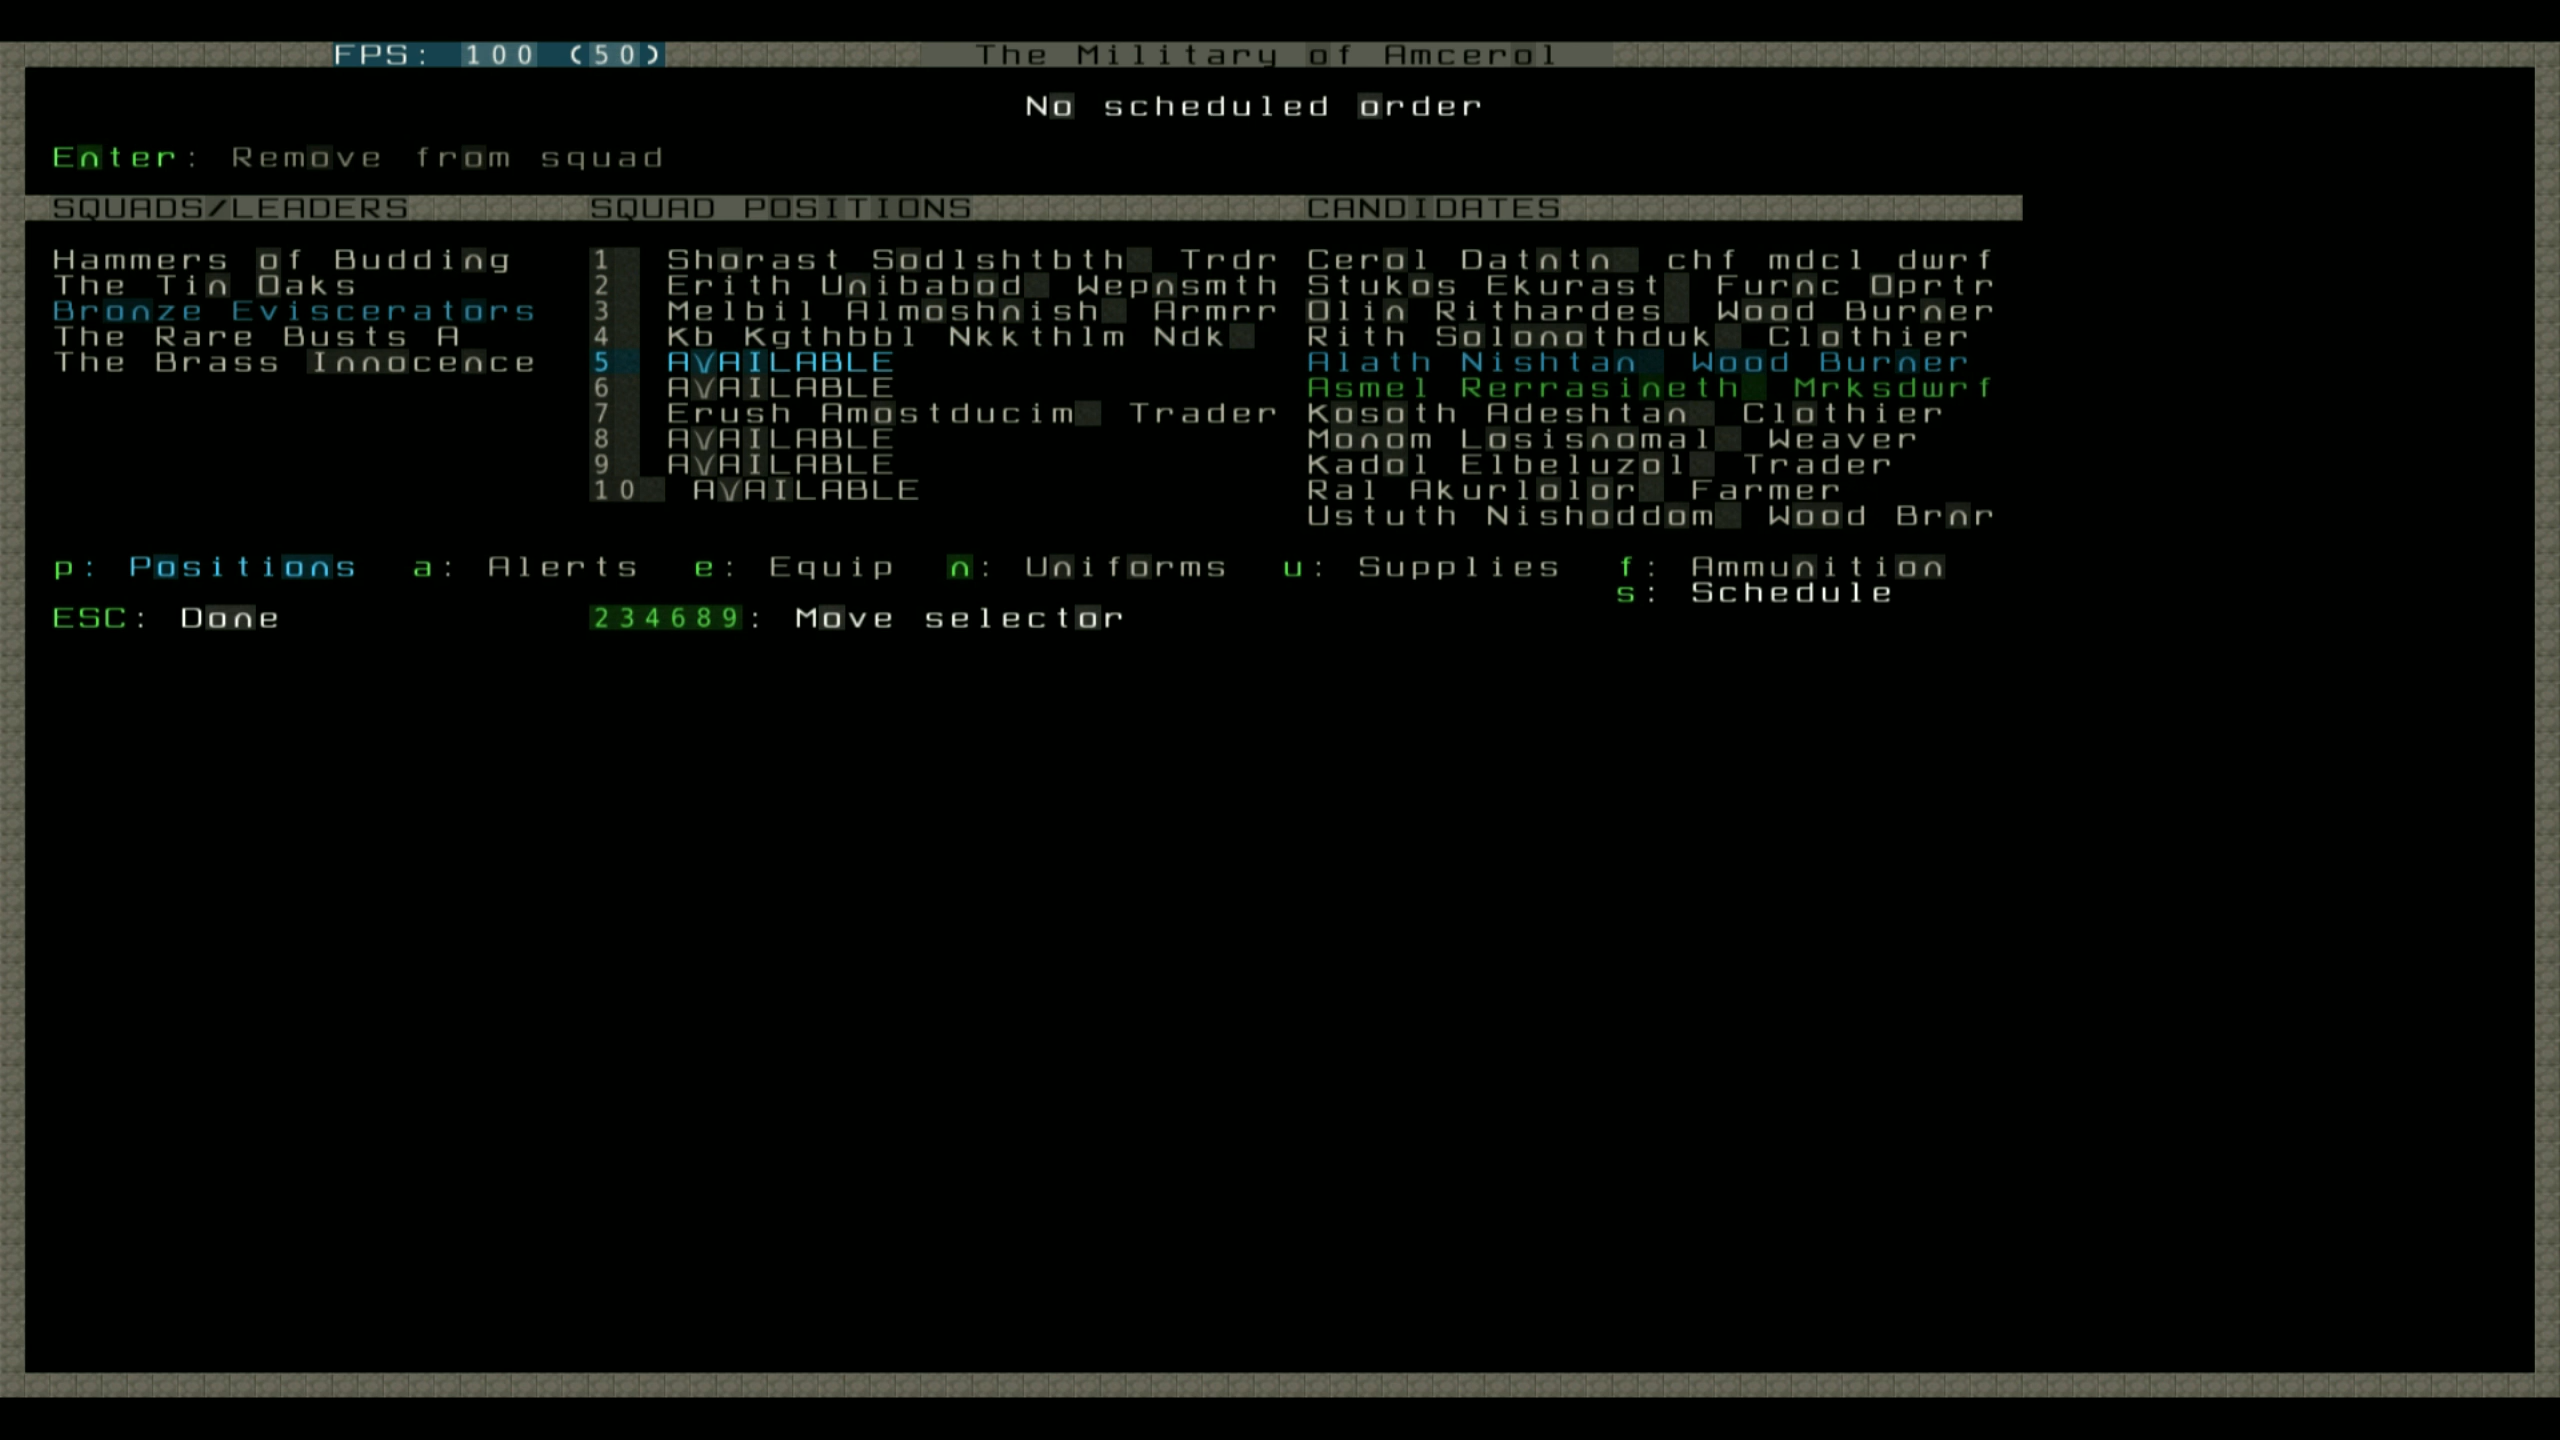 FPS: 100 (50) The Military of Amcerol
No scheduled order
Enter: Remove from squad
SQUADS/LEADERS SQUAD POSITIONS CANDIDATES
Hammers of Budding 1 Shorast Sodlshtbth Trdr Cerol Datntn chf mdcl dwrf
The Tin Oaks 2 Erith Unibabod Wepnsmth Stukos Ekurast Furnc Oprtr
Bronze Eviscerators 3 Melbil Almoshnish Armrr Olin Rithardes Wood Burner
The Rare Busts A 4 Kb Kgthbbl Nkkthlm Ndk Rith Solonothduk Clothier
The Brass Innocence 5 AVAILABLE Alath Nishtan Wood Burner
6 AVAILABLE Asmel Rerrasineth Mrksdwrf
7 Erush Amostducim Trader Kosoth Adeshtan Clothier
8 AVAILABLE Monom Losisnomal Weaver
9 AVAILABLE Kadol Elbeluzol Trader
10 AVAILABLE Ral Akurlolor Farmer
Ustuth Nishoddom Wood Brnr
p: Positions a: Alerts e: Equip n: Uniforms u: Supplies f: Ammunition
s: Schedule
ESC: Done 234689: Move selector